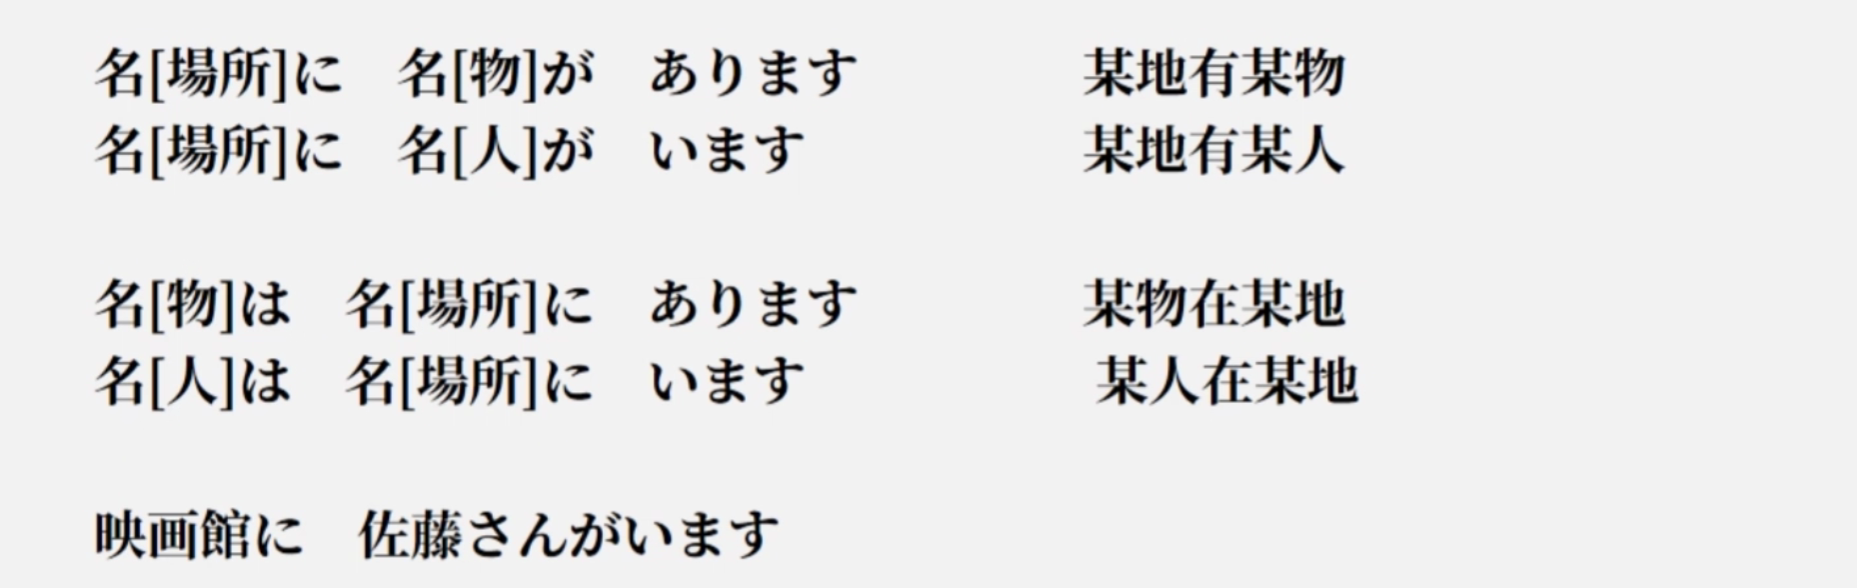 名[場所]に　名[物]が　あります　某地有某物
名[場所]に　名[人]が　います　某地有某人
名[物]は　名[場所]に　あります　某物在某地
名[人]は　名[場所]に　います　某人在某地
映画館に　佐藤さんがいます